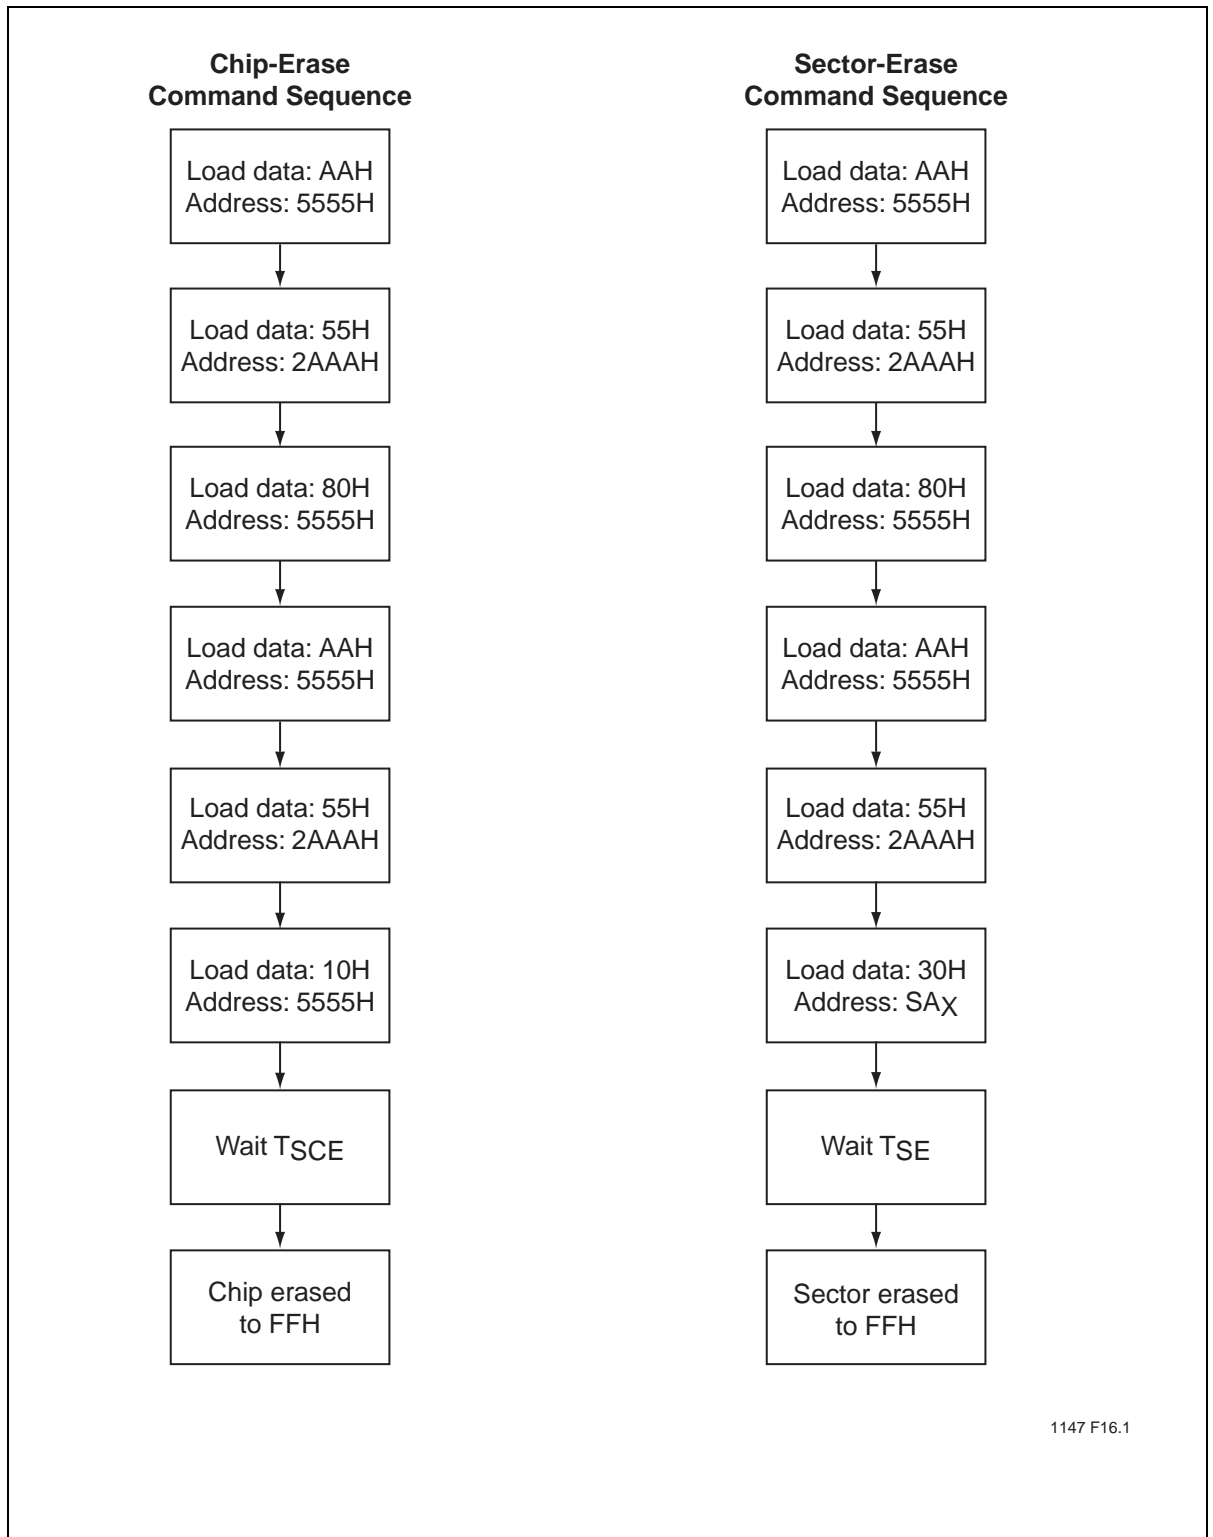 Chip-Erase
Command Sequence
Load data: AAH
Address: 5555H
Load data: 55H
Address: 2AAAH
Load data: 80H
Address: 5555H
Load data: AAH
Address: 5555H
Load data: 55H
Address: 2AAAH
Load data: 10H
Address: 5555H
Wait TSCE
Chip erased
to FFH
Sector-Erase
Command Sequence
Load data: AAH
Address: 5555H
Load data: 55H
Address: 2AAAH
Load data: 80H
Address: 5555H
Load data: AAH
Address: 5555H
Load data: 55H
Address: 2AAAH
Load data: 30H
Address: SAX
Wait TSE
Sector erased
to FFH
1147 F16.1